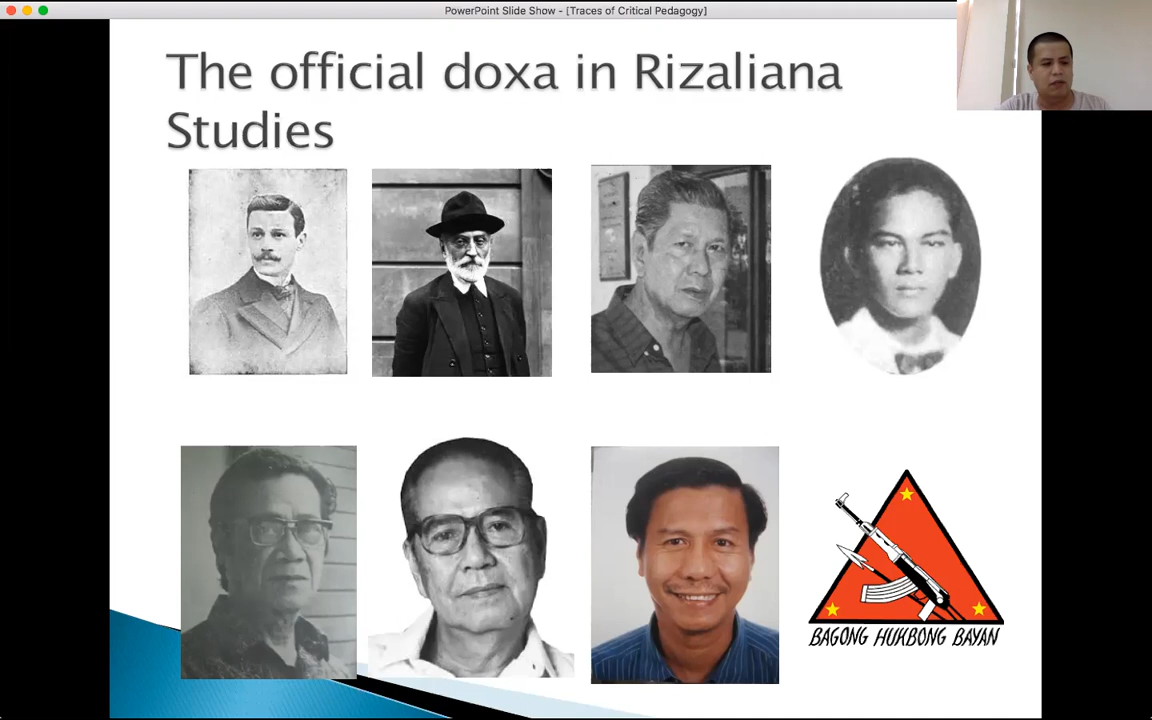 PowerPoint Slide Show - [Traces of Critical Pedagogy]
The official doxa in Rizaliana
Studies
BAGONG HUKBONG BAYAN